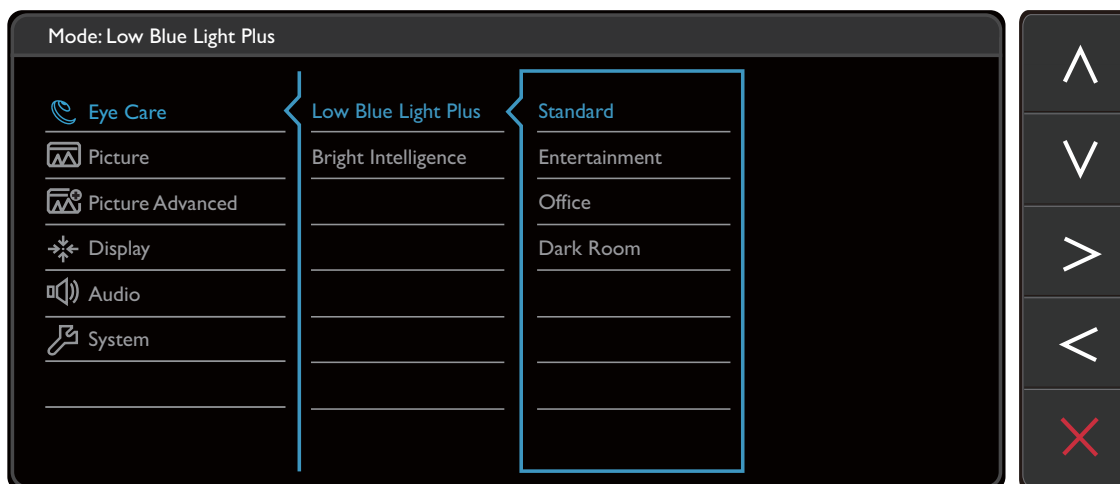 Mode: Low Blue Light Plus
Eye Care
Low Blue Light Plus
Standard
Picture
Bright Intelligence
Entertainment
Picture Advanced
Office
Display
Dark Room
Audio
System